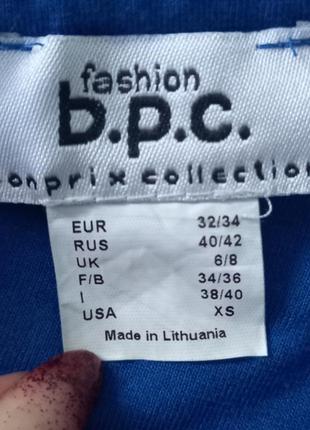 fashion
b.p.c.
onprix collection
EUR 32/34
RUS 40/42
UK 6/8
F/B 34/36
I 38/40
USA XS
Made in Lithuania